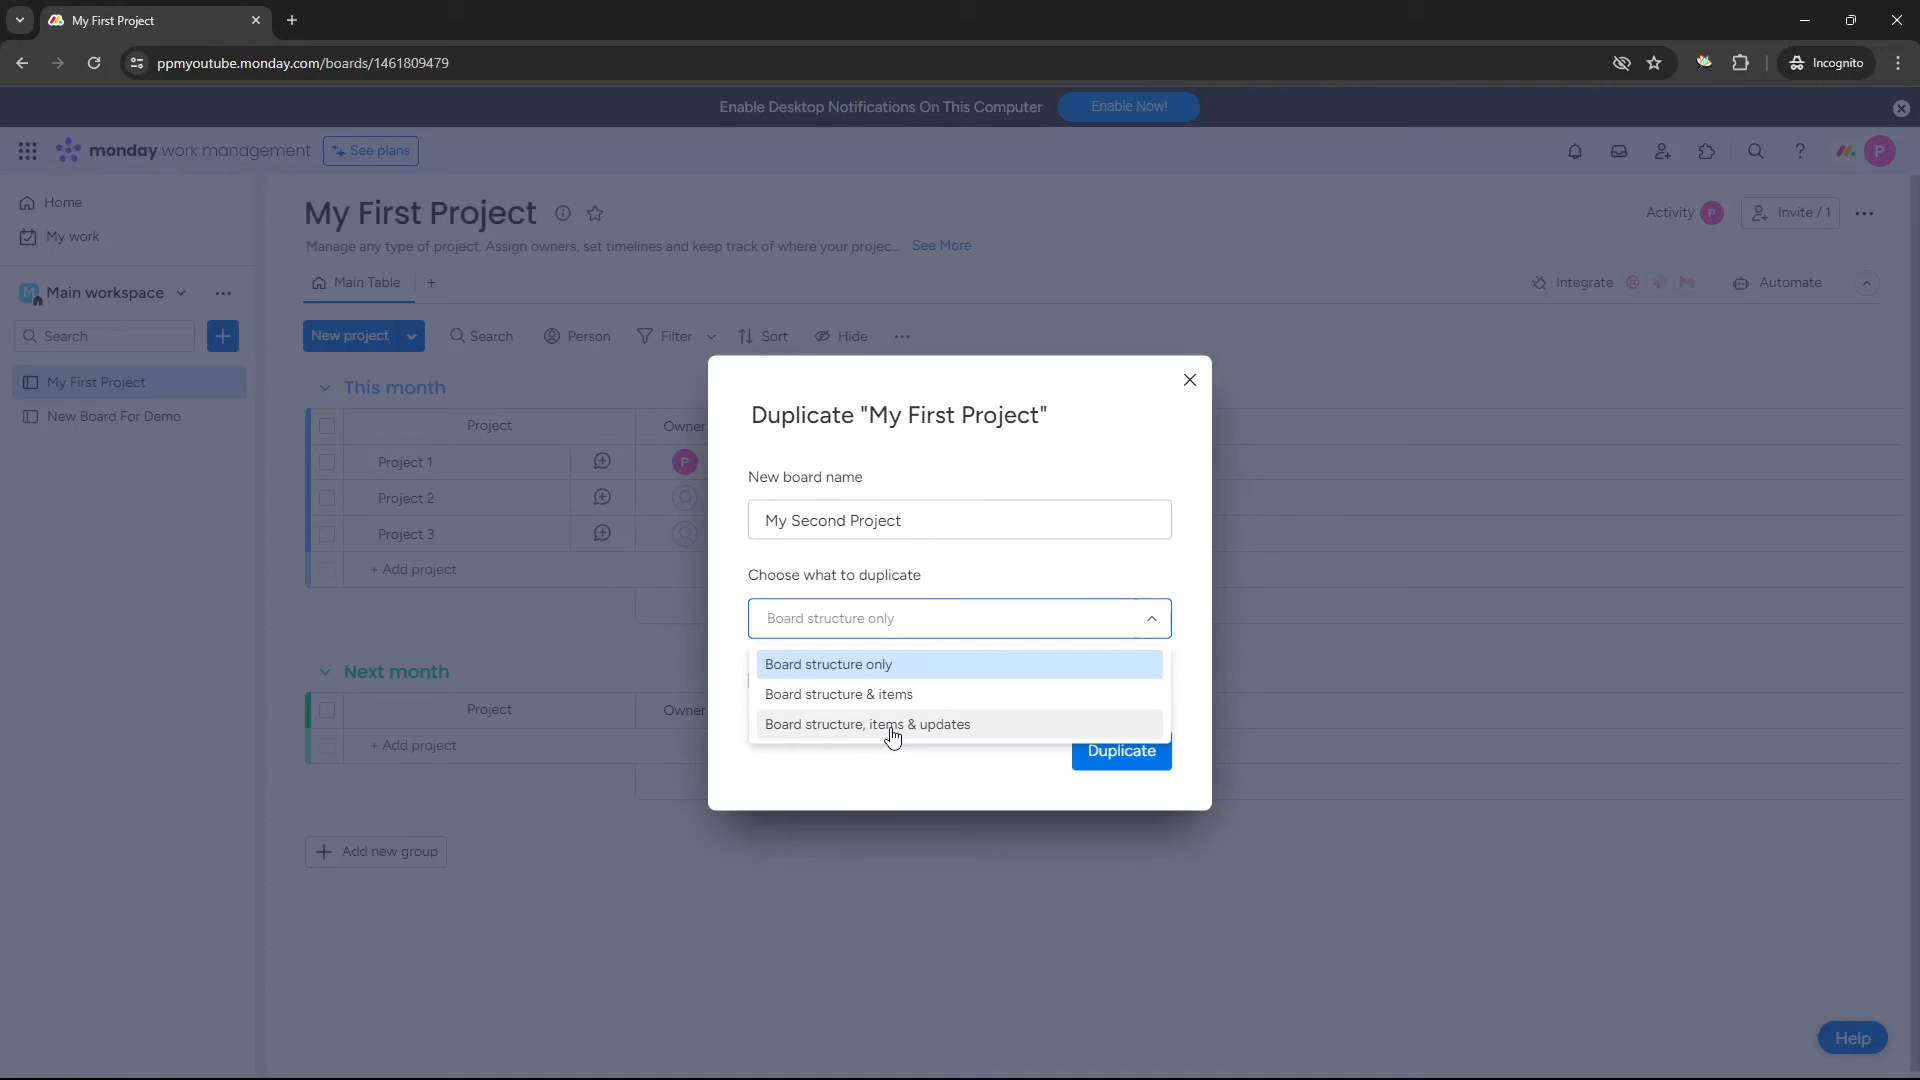 My First Project
ppmyoutube.monday.com/boards/1461809479
Incognito
Enable Desktop Notifications On This Computer
Enable Now!
monday work management
See plans
P
Home
My work
My First Project
Activity
P
Invite / 1
Manage any type of project. Assign owners, set timelines and keep track of where your projec...
See More
Main Table
Integrate
Automate
M
Main workspace
Search
New project
Search
Person
Filter
Sort
Hide
My First Project
New Board For Demo
This month
Project
Owner
Project 1
P
Project 2
Project 3
+ Add project
Next month
Project
Owner
+ Add project
Add new group
Duplicate "My First Project"
New board name
My Second Project
Choose what to duplicate
Board structure only
Board structure only
Board structure & items
Board structure, items & updates
Duplicate
Help